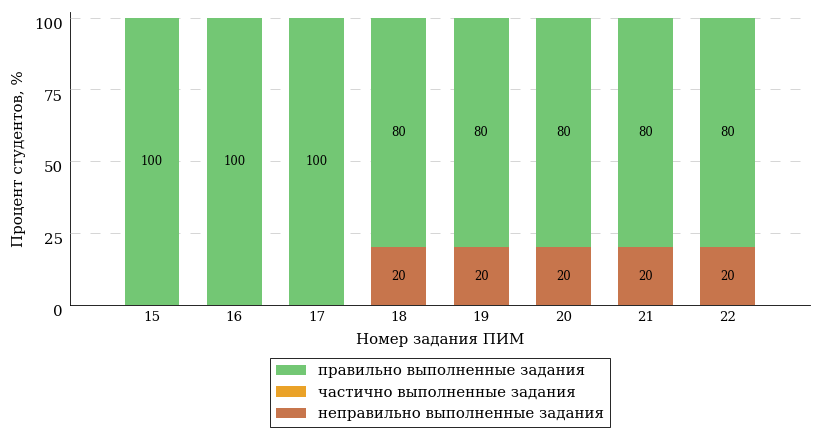 100
75
50
25
0
Процент студентов, %
100 100 100 80 80 80 80 80
20 20 20 20 20
15 16 17 18 19 20 21 22
Номер задания ПИМ
правильно выполненные задания
частично выполненные задания
неправильно выполненные задания